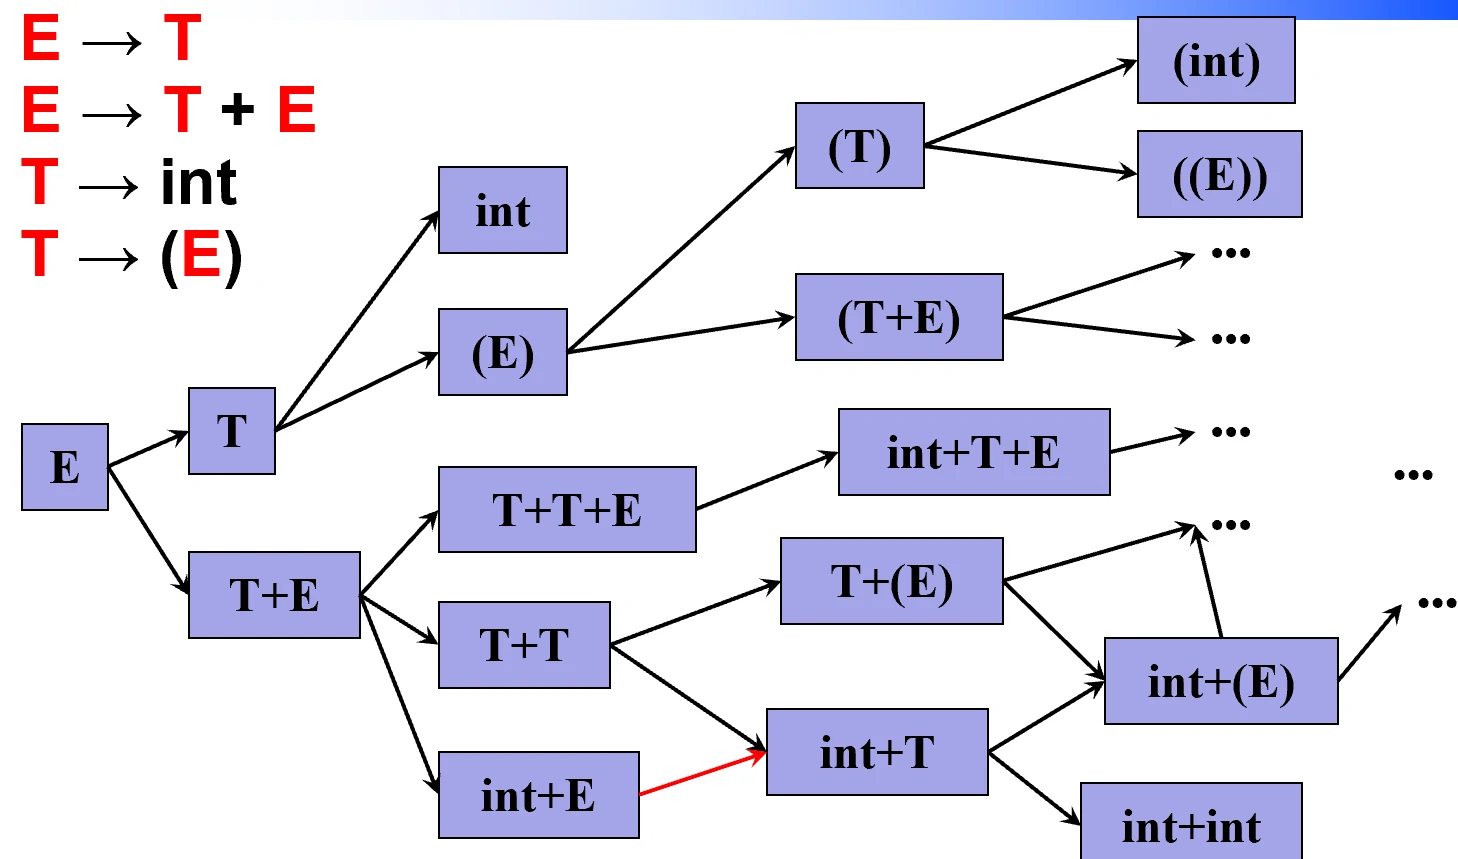 E → T
E → T + E
T → int
T → (E)
E
T
T+E
int
(E)
T+T+E
T+T
int+E
(T)
(T+E)
int+T+E
T+(E)
int+T
(int)
((E))
...
...
...
...
int+(E)
int+int
...
...